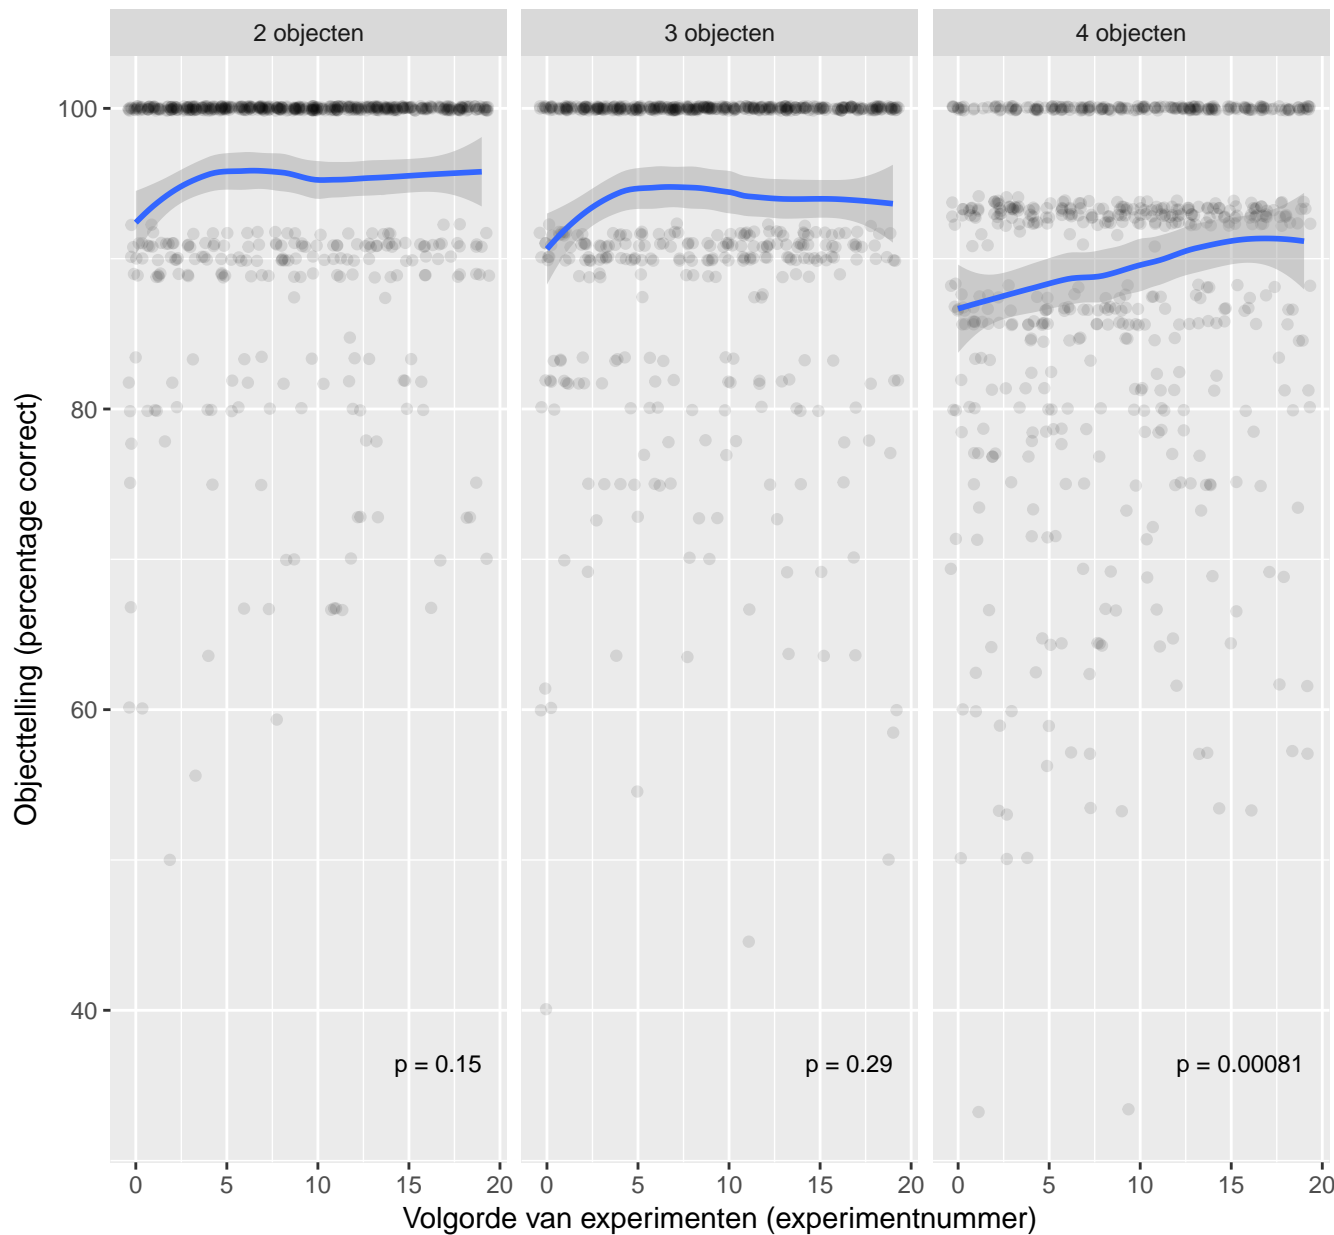 2 objecten
3 objecten
4 objecten
100
80
60
40
Objecttelling (percentage correct)
p = 0.15
p = 0.29
p = 0.00081
0 5 10 15 20
0 5 10 15 20
0 5 10 15 20
Volgorde van experimenten (experimentnummer)